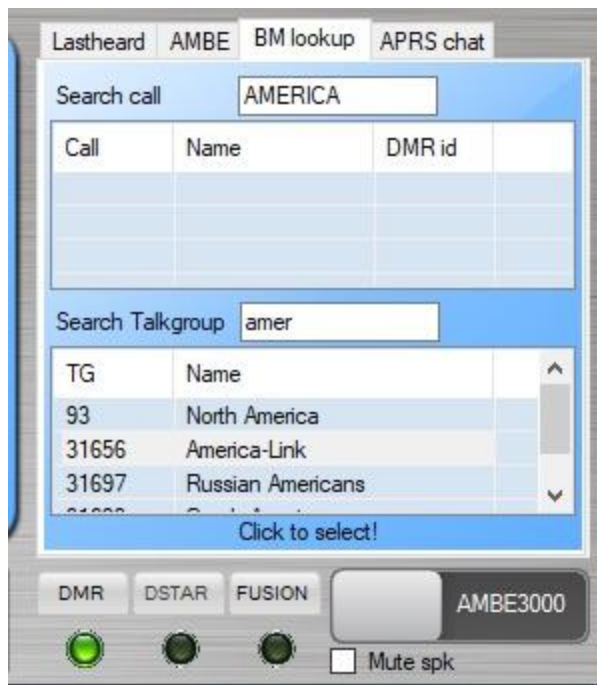 Lastheard AMBE BM lookup APRS chat
Search call AMERICA
Call Name DMR id
Search Talkgroup amer
TG Name
93 North America
31656 America-Link
31697 Russian Americans
Click to select!
DMR DSTAR FUSION AMBE3000
Mute spk